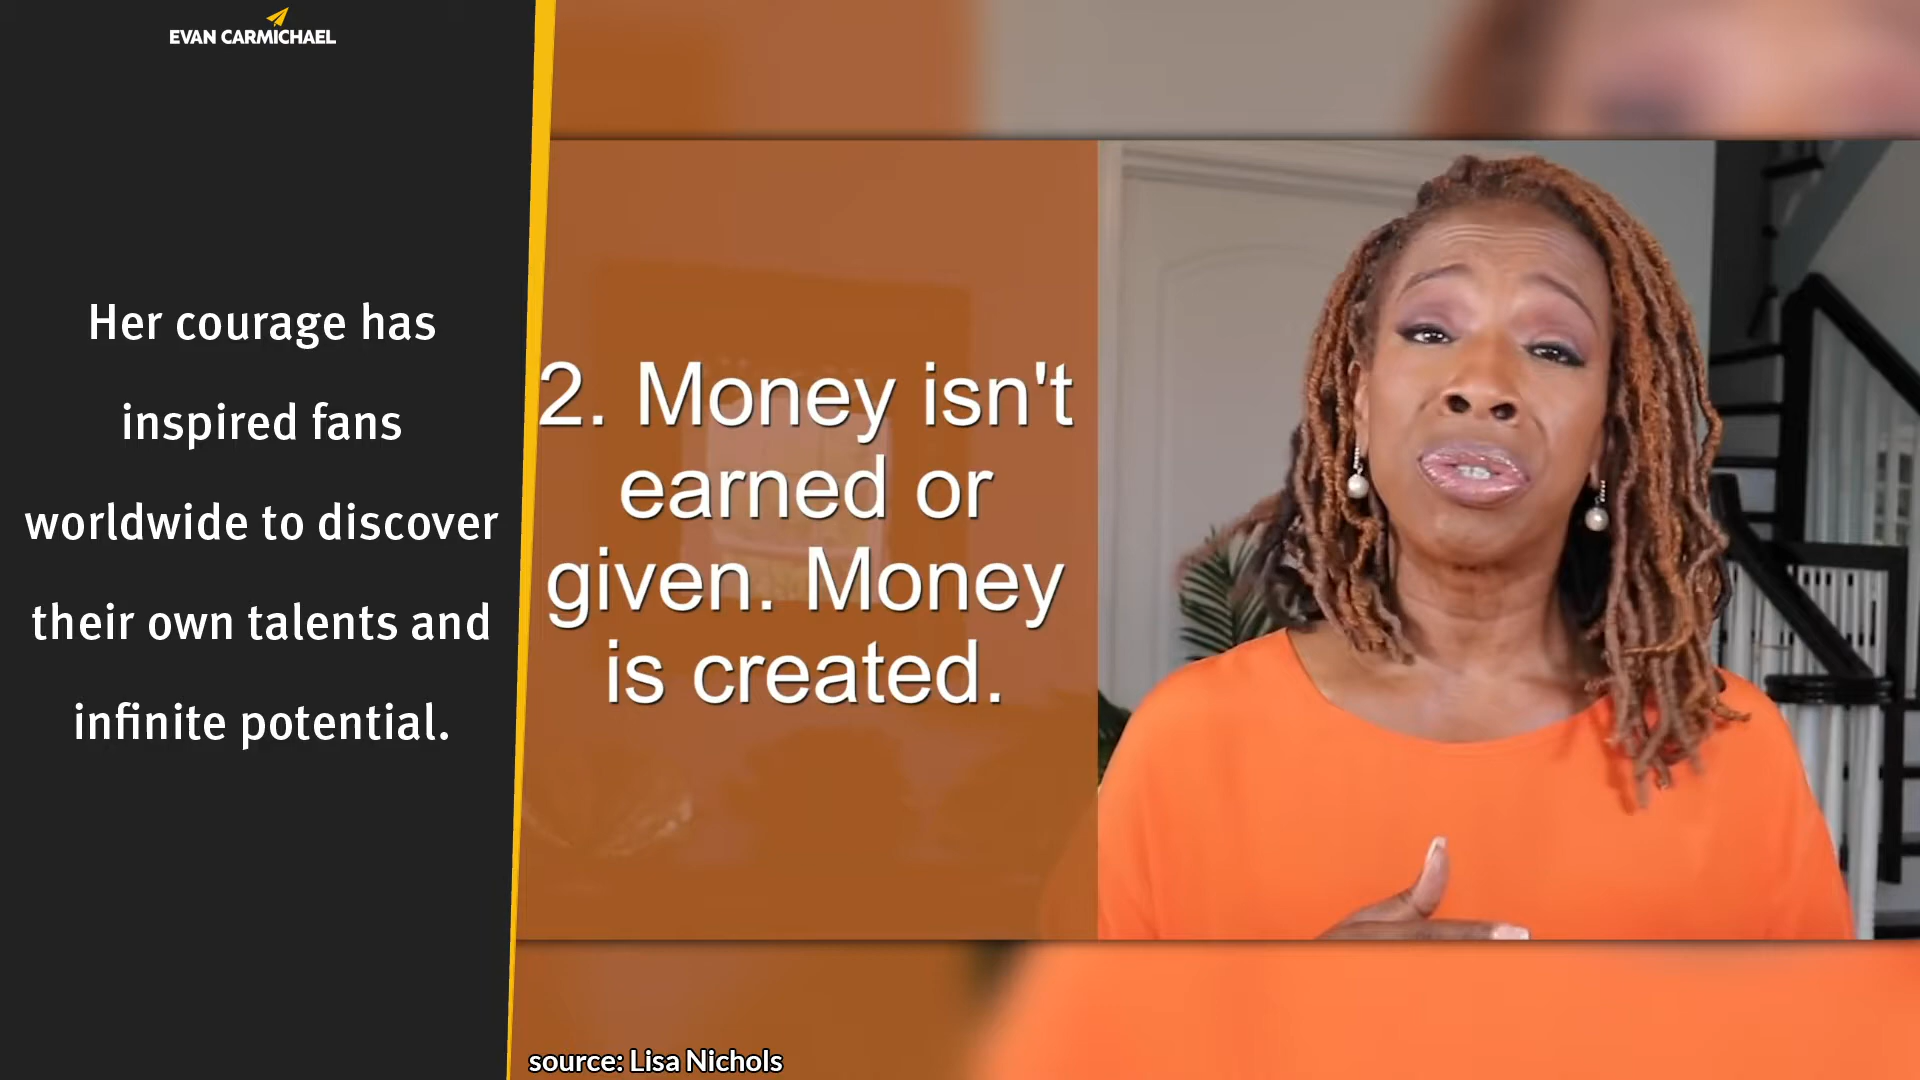 EVAN CARMICHAEL
Her courage has
inspired fans
worldwide to discover
their own talents and
infinite potential.
2. Money isn't
earned or
given. Money
is created.
source: Lisa Nichols